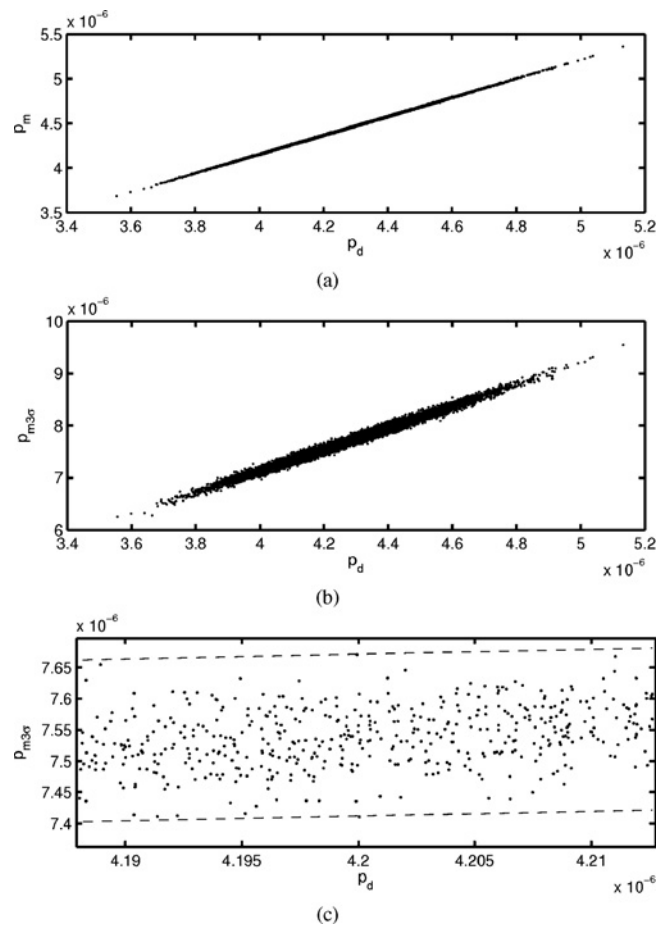 x 10⁻⁶
5.5
5
4.5
4
3.5
pₘ
3.4 3.6 3.8 4 4.2 4.4 4.6 4.8 5 5.2
p_d
x 10⁻⁶
(a)
x 10⁻⁶
10
9
8
7
6
p_m3σ
3.4 3.6 3.8 4 4.2 4.4 4.6 4.8 5 5.2
p_d
x 10⁻⁶
(b)
x 10⁻⁶
7.65
7.6
7.55
7.5
7.45
7.4
p_m3σ
4.19 4.195 4.2 4.205 4.21
p_d
x 10⁻⁶
(c)